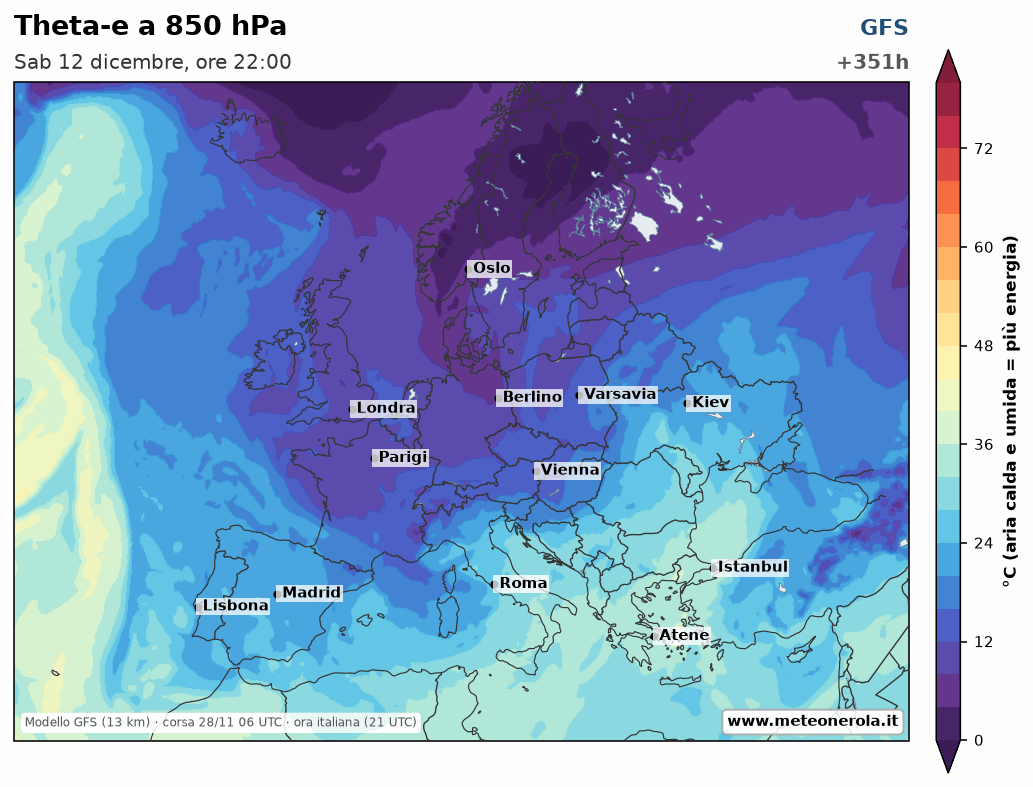 Theta-e a 850 hPa
GFS
Sab 12 dicembre, ore 22:00
+351h
72
60
48
36
24
12
0
°C (aria calda e umida = più energia)
Oslo
Londra
Berlino
Varsavia
Kiev
Parigi
Vienna
Istanbul
Roma
Madrid
Lisbona
Atene
Modello GFS (13 km) · corsa 28/11 06 UTC · ora italiana (21 UTC)
www.meteonerola.it